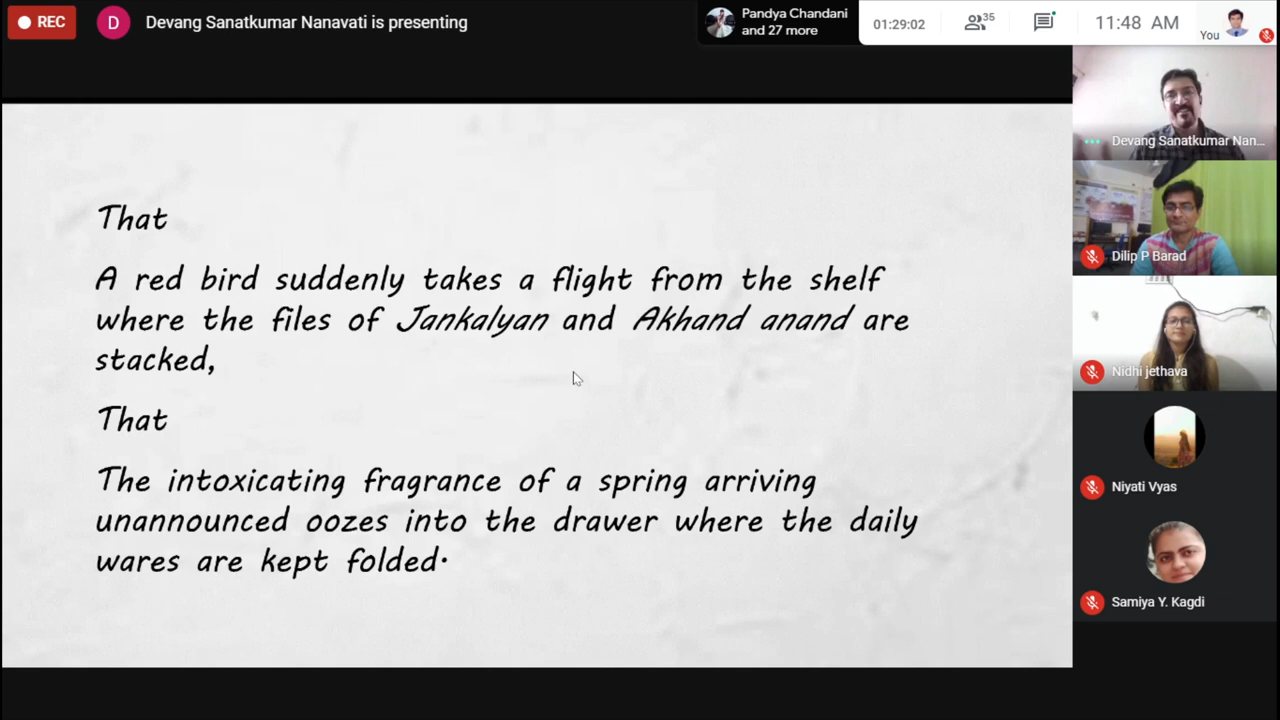 REC
D
Devang Sanatkumar Nanavati is presenting
Pandya Chandani
and 27 more
01:29:02
35
11:48 AM
You
That
A red bird suddenly takes a flight from the shelf
where the files of Jankalyan and Akhand anand are
stacked,
That
The intoxicating fragrance of a spring arriving
unannounced oozes into the drawer where the daily
wares are kept folded.
Devang Sanatkumar Nan...
Dilip P Barad
Nidhi jethava
Niyati Vyas
Samiya Y. Kagdi